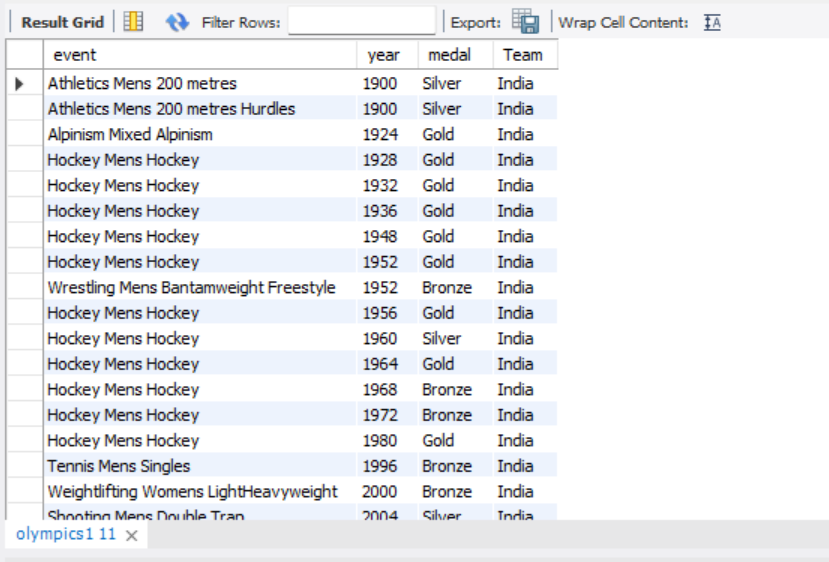 Result Grid Filter Rows: Export: Wrap Cell Content: IA
event year medal Team
Athletics Mens 200 metres 1900 Silver India
Athletics Mens 200 metres Hurdles 1900 Silver India
Alpinism Mixed Alpinism 1924 Gold India
Hockey Mens Hockey 1928 Gold India
Hockey Mens Hockey 1932 Gold India
Hockey Mens Hockey 1936 Gold India
Hockey Mens Hockey 1948 Gold India
Hockey Mens Hockey 1952 Gold India
Wrestling Mens Bantamweight Freestyle 1952 Bronze India
Hockey Mens Hockey 1956 Gold India
Hockey Mens Hockey 1960 Silver India
Hockey Mens Hockey 1964 Gold India
Hockey Mens Hockey 1968 Bronze India
Hockey Mens Hockey 1972 Bronze India
Hockey Mens Hockey 1980 Gold India
Tennis Mens Singles 1996 Bronze India
Weightlifting Womens LightHeavyweight 2000 Bronze India
Shooting Mens Double Trap 2004 Silver India
olympics1 11